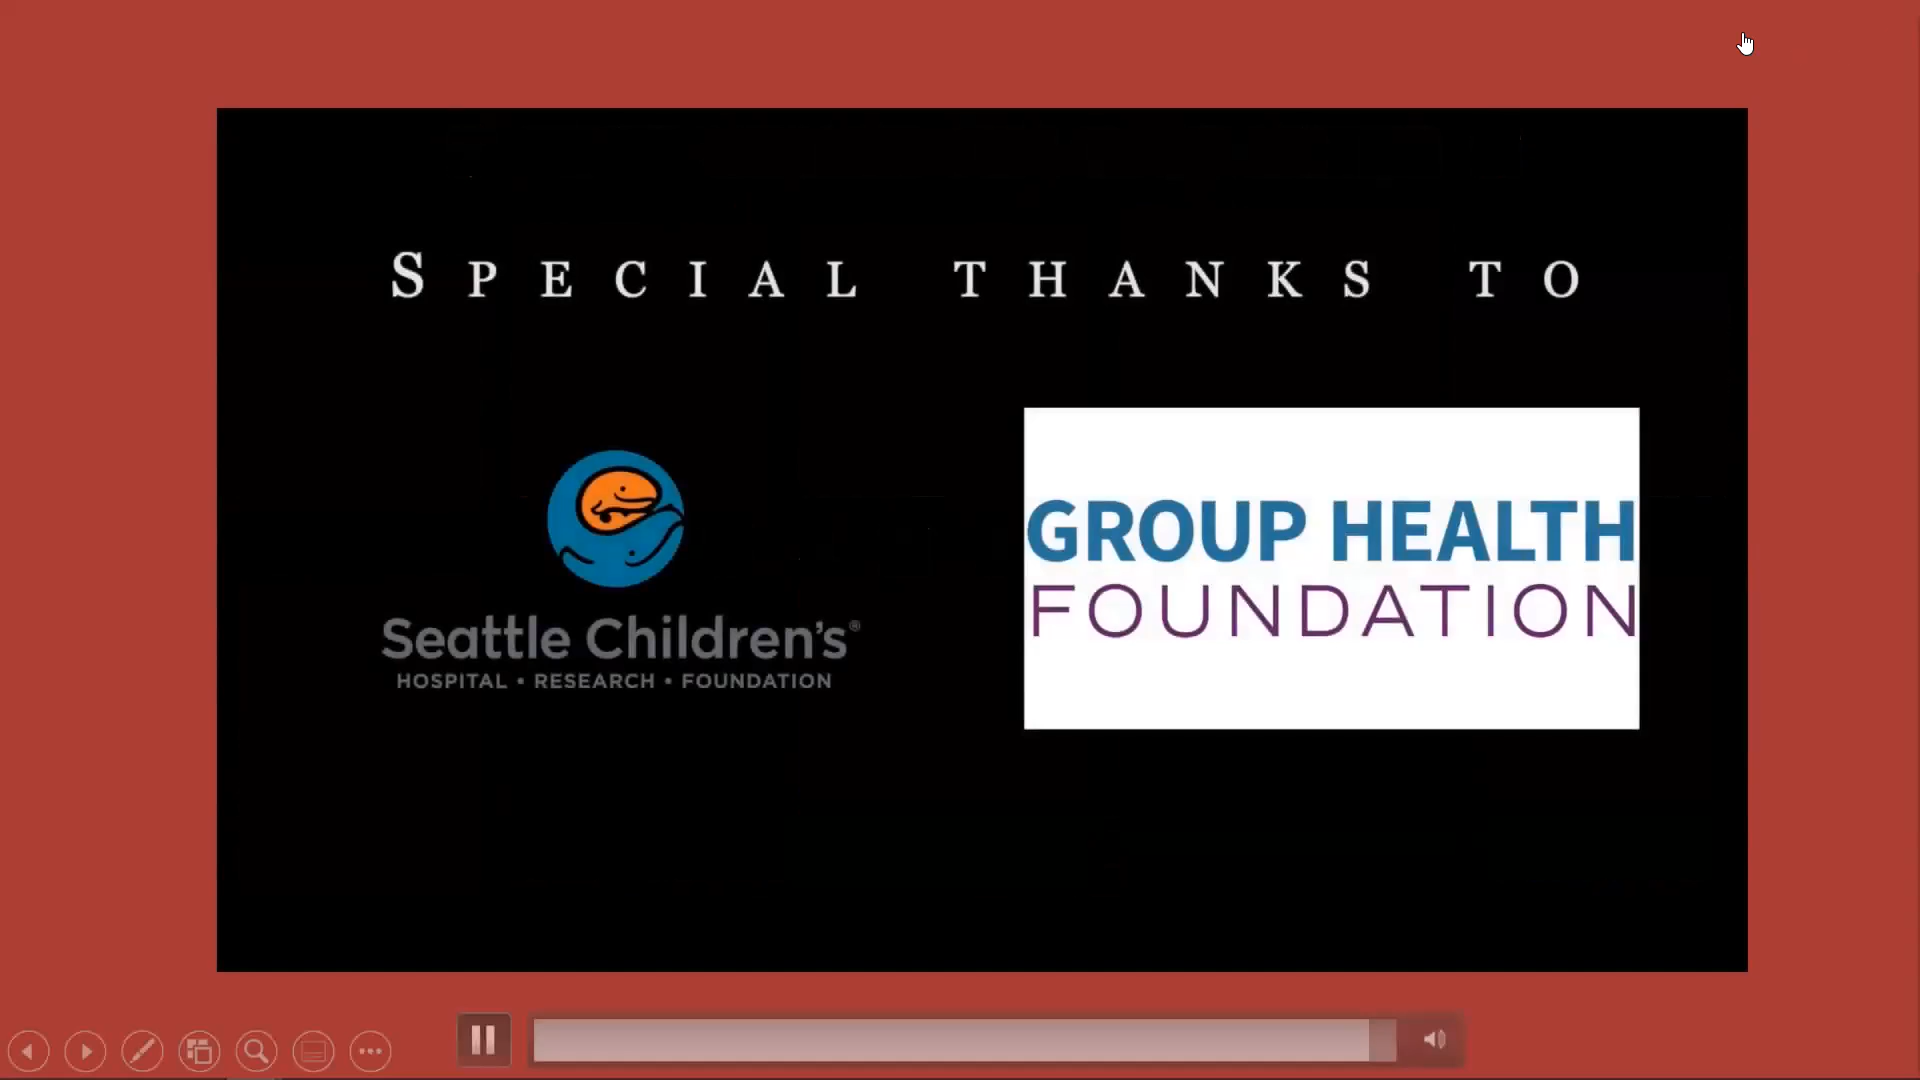 SPECIAL THANKS TO
Seattle Children's®
HOSPITAL • RESEARCH • FOUNDATION
GROUP HEALTH
FOUNDATION